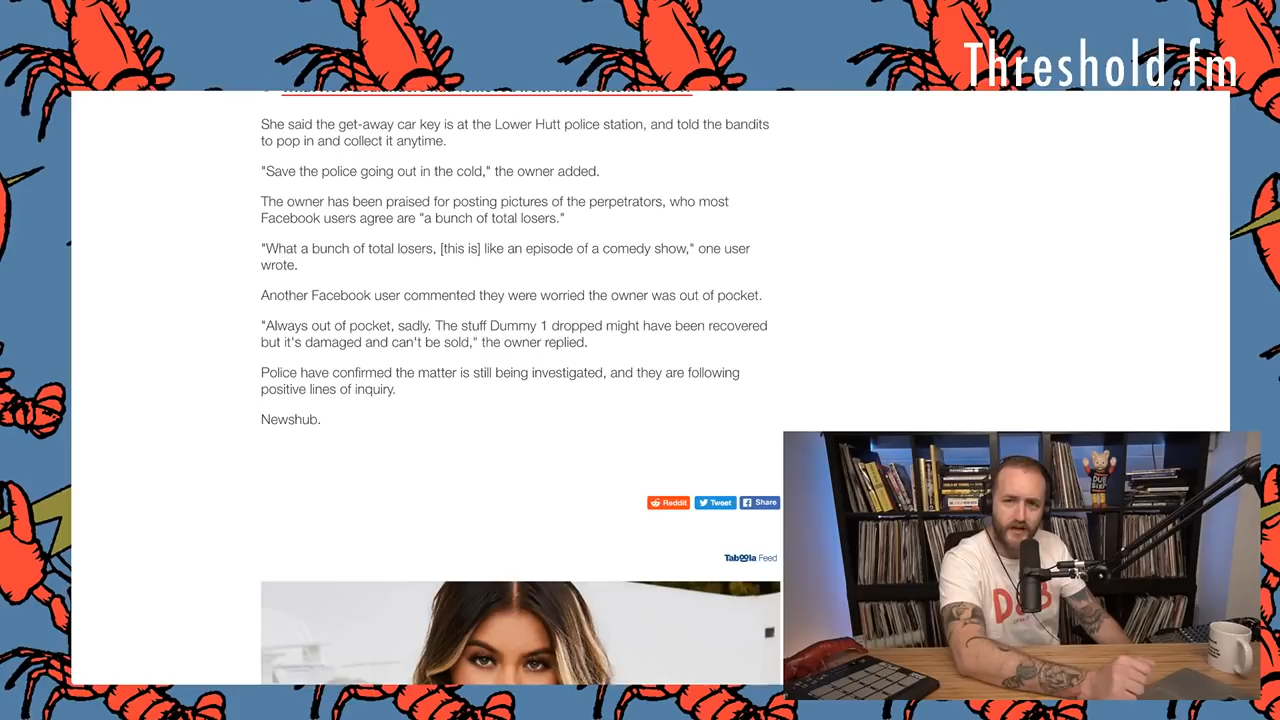 Threshold.fm
She said the get-away car key is at the Lower Hutt police station, and told the bandits
to pop in and collect it anytime.
"Save the police going out in the cold," the owner added.
The owner has been praised for posting pictures of the perpetrators, who most
Facebook users agree are "a bunch of total losers."
"What a bunch of total losers, [this is] like an episode of a comedy show," one user
wrote.
Another Facebook user commented they were worried the owner was out of pocket.
"Always out of pocket, sadly. The stuff Dummy 1 dropped might have been recovered
but it's damaged and can't be sold," the owner replied.
Police have confirmed the matter is still being investigated, and they are following
positive lines of inquiry.
Newshub.
Reddit Tweet Share
Taboola Feed
DUB
STEP